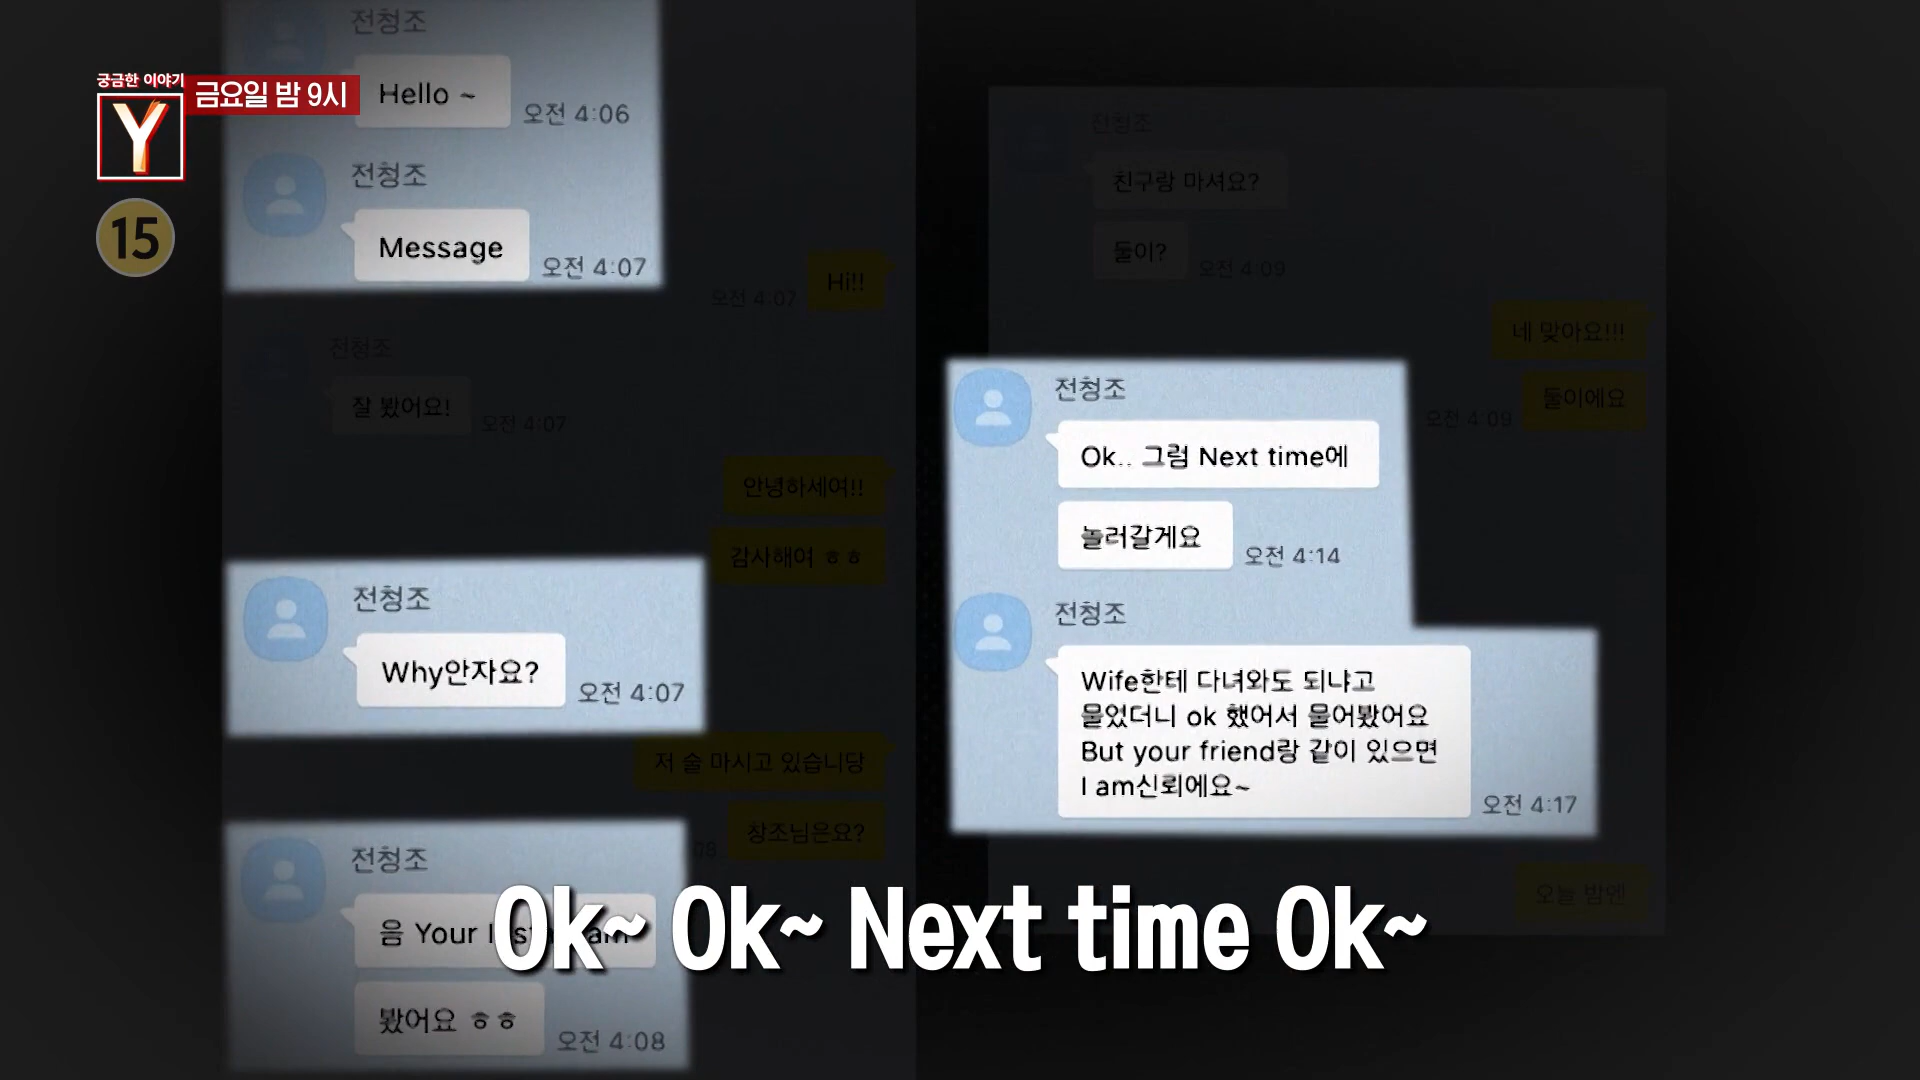 궁금한 이야기
Y
금요일 밤 9시
15
전청조
Hello ~
오전 4:06
전청조
Message
오전 4:07
Hi!!
오전 4:07
전청조
잘 봤어요!
오전 4:07
안녕하세여!!
감사해여 ㅎㅎ
전청조
Why안자요?
오전 4:07
저 술 마시고 있습니당
창조님은요?
09
전청조
음 Your
봤어요 ㅎㅎ
오전 4:08
전청조
친구랑 마셔요?
둘이?
오전 4:09
네 맞아요!!!
둘이에요
오전 4:09
전청조
Ok.. 그럼 Next time에
놀러갈게요
오전 4:14
전청조
Wife한테 다녀와도 되냐고
물었더니 ok 했어서 물어봤어요
But your friend랑 같이 있으면
I am신뢰에요~
오전 4:17
오늘 밤엔
Ok~ Ok~ Next time Ok~